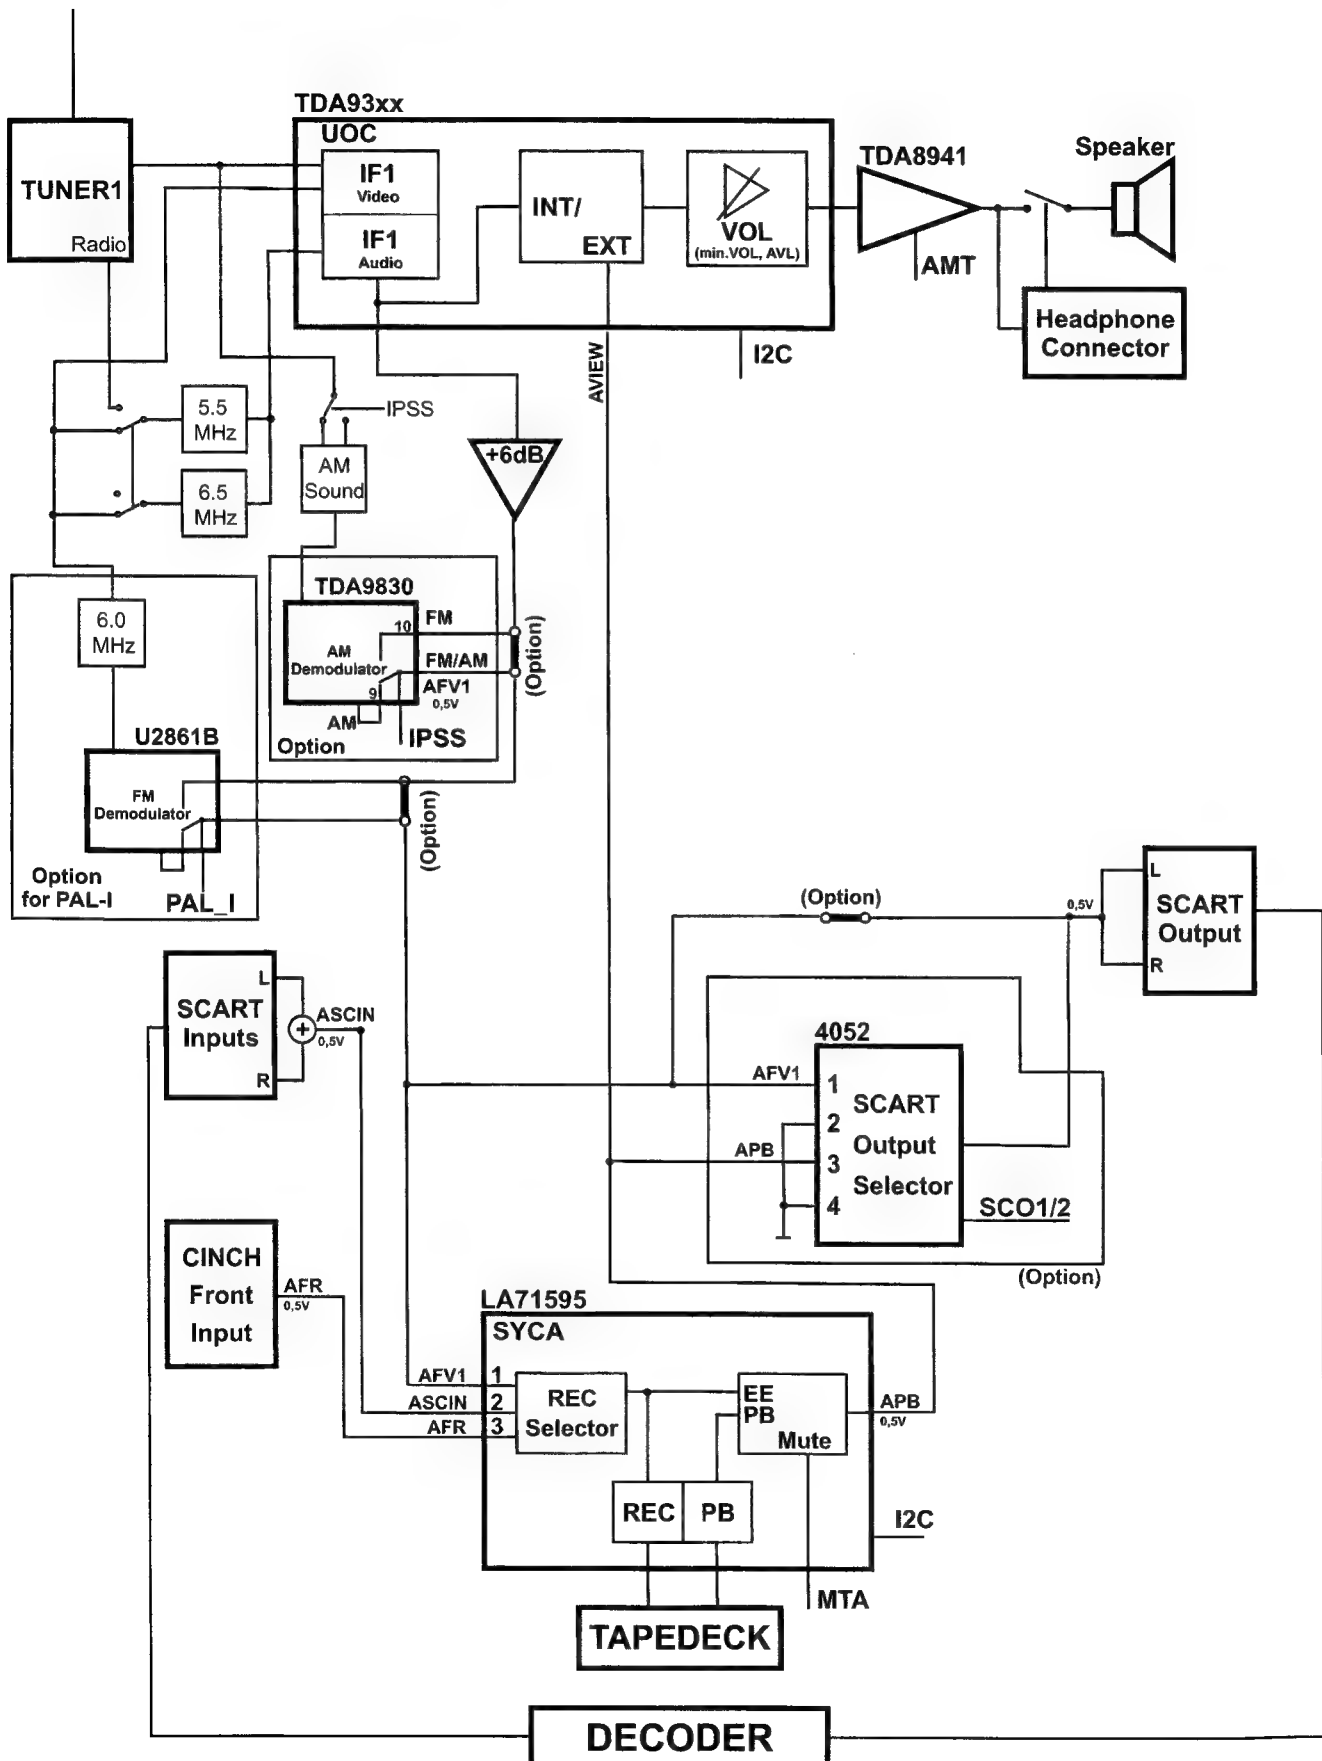 TDA93xx
UOC
TUNER1
Radio
IF1
Video
IF1
Audio
INT/
EXT
VOL
(min.VOL, AVL)
TDA8941
AMT
Speaker
Headphone
Connector
I2C
AVIEW
5.5
MHz
6.5
MHz
IPSS
AM
Sound
+6dB
TDA9830
10
FM
AM
Demodulator
FM/AM
9
AFV1
0,5V
AM
IPSS
Option
(Option)
6.0
MHz
U2861B
FM
Demodulator
Option
for PAL-I
PAL_I
(Option)
(Option)
0,5V
L
SCART
Output
R
SCART
Inputs
L
R
+
ASCIN
0,5V
4052
AFV1
1
SCART
2
Output
APB
3
Selector
4
SCO1/2
(Option)
CINCH
Front
Input
AFR
0,5V
LA71595
SYCA
AFV1
1
ASCIN
2
AFR
3
REC
Selector
EE
PB
Mute
APB
0,5V
REC
PB
I2C
MTA
TAPEDECK
DECODER